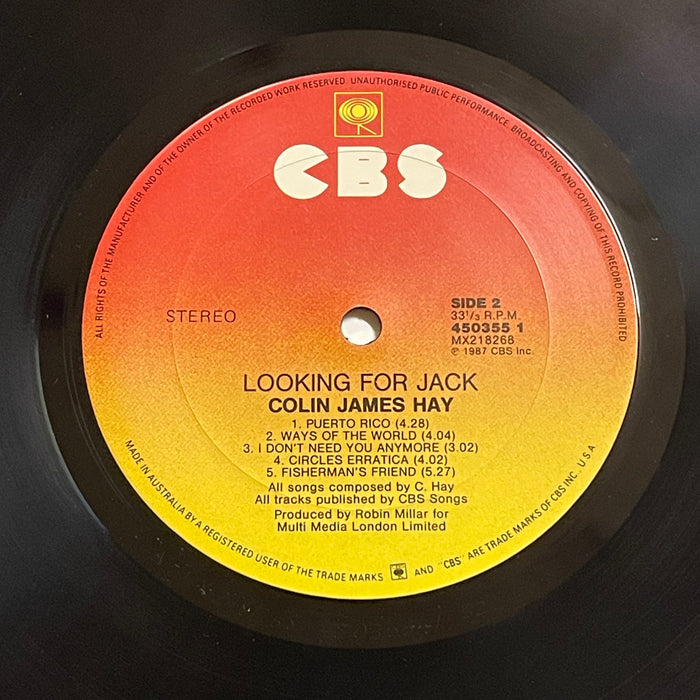 ALL RIGHTS OF THE MANUFACTURER AND OF THE OWNER OF THE RECORDED WORK RESERVED. UNAUTHORISED PUBLIC PERFORMANCE, BROADCASTING AND COPYING OF THIS RECORD PROHIBITED
CBS
STEREO
SIDE 2
33⅓ R.P.M.
450355 1
MX218268
℗ 1987 CBS Inc.
LOOKING FOR JACK
COLIN JAMES HAY
1. PUERTO RICO (4.28)
2. WAYS OF THE WORLD (4.04)
3. I DON'T NEED YOU ANYMORE (3.02)
4. CIRCLES ERRATICA (4.02)
5. FISHERMAN'S FRIEND (5.27)
All songs composed by C. Hay
All tracks published by CBS Songs
Produced by Robin Millar for
Multi Media London Limited
MADE IN AUSTRALIA BY A REGISTERED USER OF THE TRADE MARKS AND "CBS" ARE TRADE MARKS OF CBS INC. U.S.A